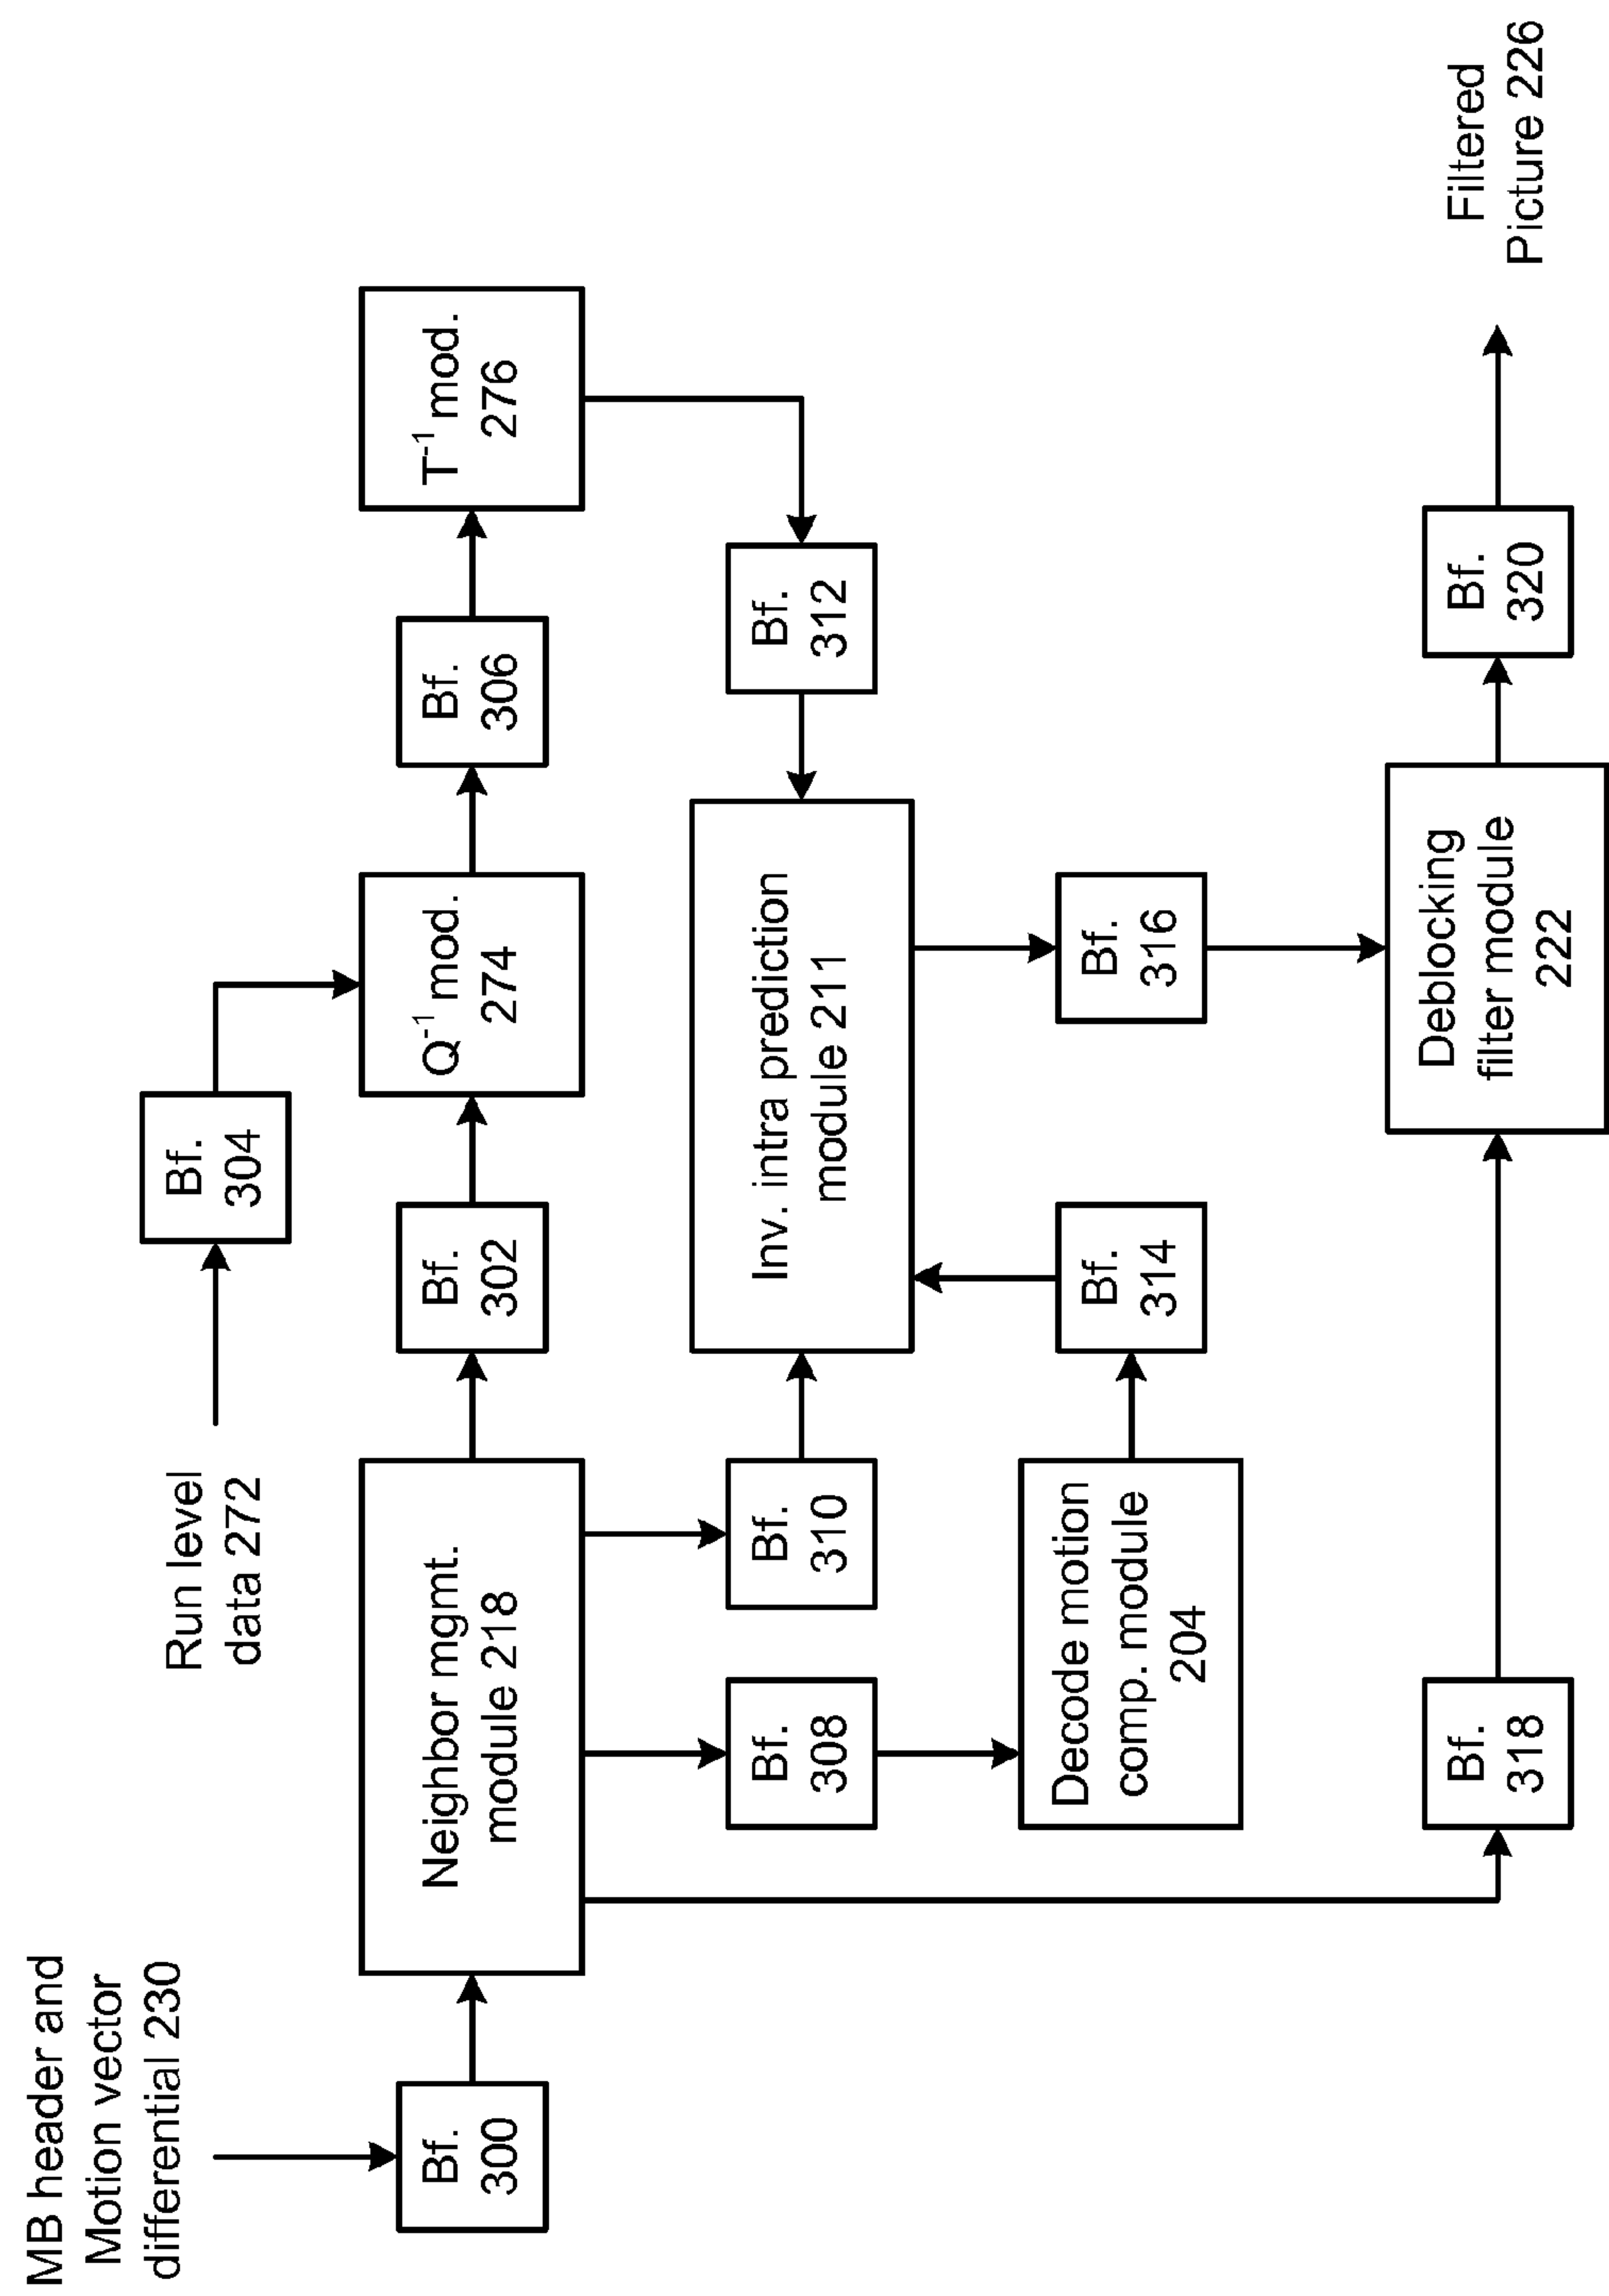 MB header and
Motion vector
differential 230
Run level
data 272
Bf.
304
Bf.
300
Neighbor mgmt.
module 218
Bf.
302
Q-1 mod.
274
Bf.
306
T-1 mod.
276
Bf.
308
Bf.
310
Inv. intra prediction
module 211
Bf.
312
Decode motion
comp. module
204
Bf.
314
Bf.
316
Bf.
318
Deblocking
filter module
222
Bf.
320
Filtered
Picture 226